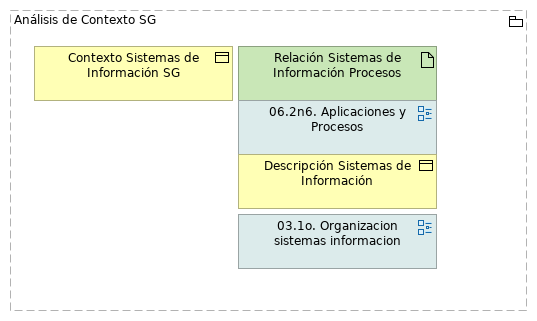 Análisis de Contexto SG
Contexto Sistemas de
Información SG
Relación Sistemas de
Información Procesos
06.2n6. Aplicaciones y
Procesos
Descripción Sistemas de
Información
03.1o. Organizacion
sistemas informacion